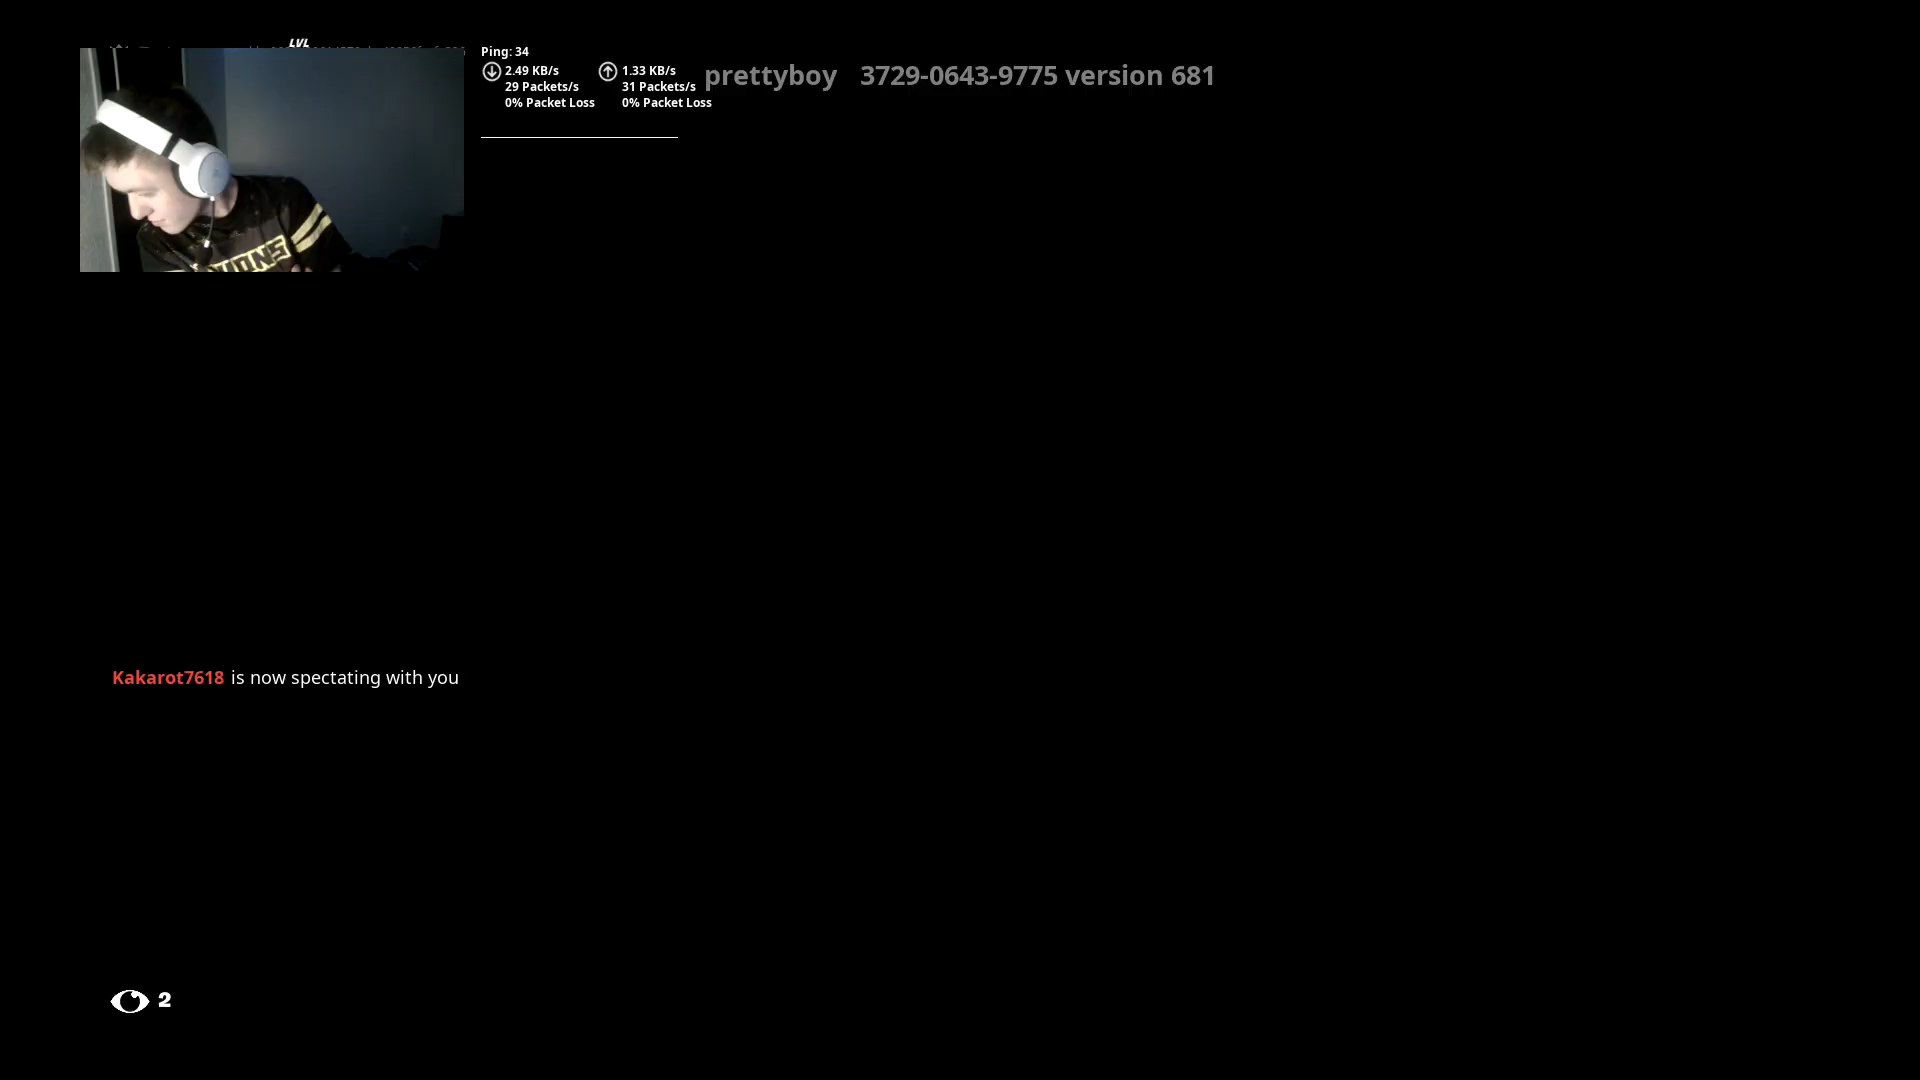 LVL
Ping: 34
2.49 KB/s 1.33 KB/s
29 Packets/s 31 Packets/s
0% Packet Loss 0% Packet Loss
prettyboy 3729-0643-9775 version 681
Kakarot7618 is now spectating with you
2